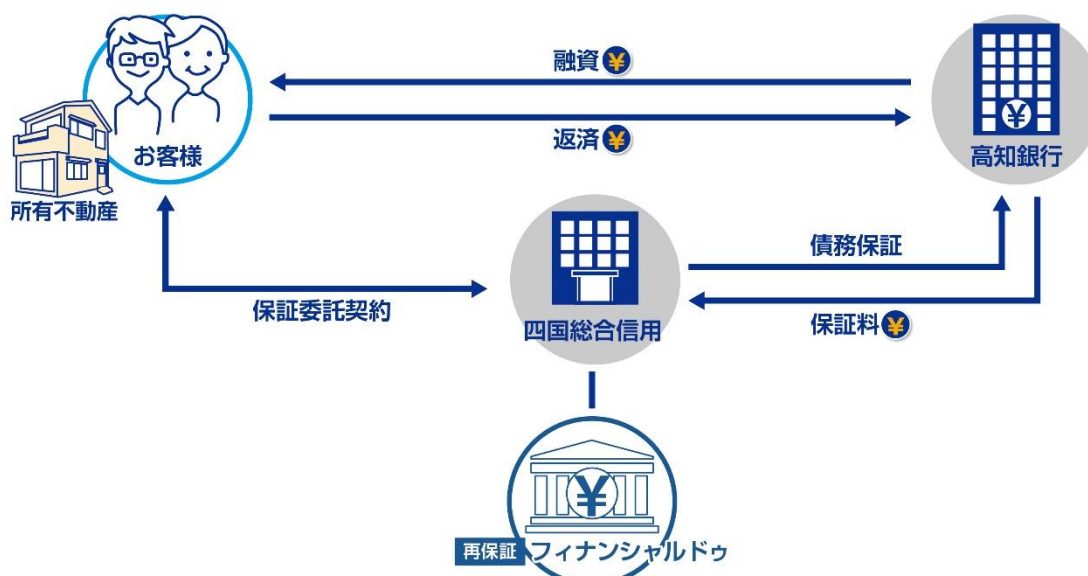 融資¥
返済¥
お客様
所有不動産
¥
高知銀行
保証委託契約
四国総合信用
債務保証
保証料¥
¥
再保証 フィナンシャルドゥ